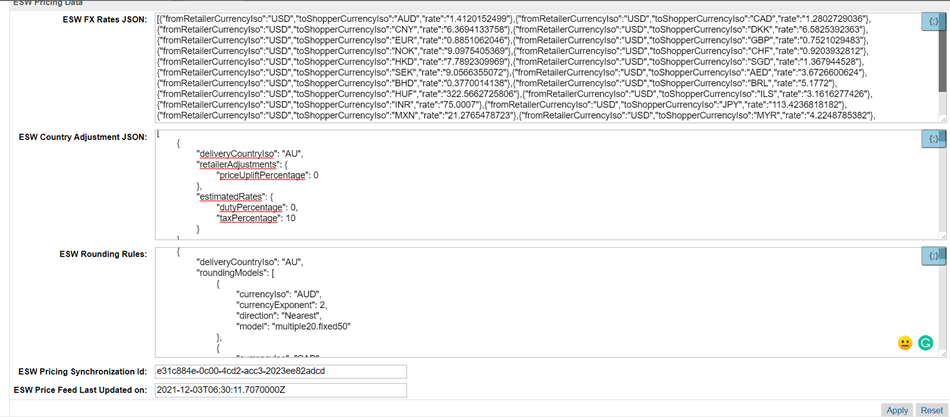 ESW Pricing Data
ESW FX Rates JSON:
[{"fromRetailerCurrencyIso":"USD","toShopperCurrencyIso":"AUD","rate":"1.4120152499"},{"fromRetailerCurrencyIso":"USD","toShopperCurrencyIso":"CAD","rate":"1.2802729036"},
{"fromRetailerCurrencyIso":"USD","toShopperCurrencyIso":"CNY","rate":"6.3694133758"},{"fromRetailerCurrencyIso":"USD","toShopperCurrencyIso":"DKK","rate":"6.5825392363"},
{"fromRetailerCurrencyIso":"USD","toShopperCurrencyIso":"EUR","rate":"0.8851062046"},{"fromRetailerCurrencyIso":"USD","toShopperCurrencyIso":"GBP","rate":"0.7521029483"},
{"fromRetailerCurrencyIso":"USD","toShopperCurrencyIso":"NOK","rate":"9.0975405369"},{"fromRetailerCurrencyIso":"USD","toShopperCurrencyIso":"CHF","rate":"0.9203932812"},
{"fromRetailerCurrencyIso":"USD","toShopperCurrencyIso":"HKD","rate":"7.7892309969"},{"fromRetailerCurrencyIso":"USD","toShopperCurrencyIso":"SGD","rate":"1.367944528"},
{"fromRetailerCurrencyIso":"USD","toShopperCurrencyIso":"SEK","rate":"9.0566355072"},{"fromRetailerCurrencyIso":"USD","toShopperCurrencyIso":"AED","rate":"3.6726600624"},
{"fromRetailerCurrencyIso":"USD","toShopperCurrencyIso":"BHD","rate":"0.3770014138"},{"fromRetailerCurrencyIso":"USD","toShopperCurrencyIso":"BRL","rate":"5.1772"},
{"fromRetailerCurrencyIso":"USD","toShopperCurrencyIso":"HUF","rate":"322.5662725806"},{"fromRetailerCurrencyIso":"USD","toShopperCurrencyIso":"ILS","rate":"3.1616277426"},
{"fromRetailerCurrencyIso":"USD","toShopperCurrencyIso":"INR","rate":"75.0007"},{"fromRetailerCurrencyIso":"USD","toShopperCurrencyIso":"JPY","rate":"113.4236818182"},
{"fromRetailerCurrencyIso":"USD","toShopperCurrencyIso":"MXN","rate":"21.2765478723"},{"fromRetailerCurrencyIso":"USD","toShopperCurrencyIso":"MYR","rate":"4.2248785382"},
{;}
ESW Country Adjustment JSON:
[
{
"deliveryCountryIso": "AU",
"retailerAdjustments": {
"priceUpliftPercentage": 0
},
"estimatedRates": {
"dutyPercentage": 0,
"taxPercentage": 10
}
{;}
ESW Rounding Rules:
{
"deliveryCountryIso": "AU",
"roundingModels": [
{
"currencyIso": "AUD",
"currencyExponent": 2,
"direction": "Nearest",
"model": "multiple20.fixed50"
},
{
{;}
ESW Pricing Synchronization Id:
e31c884e-0c00-4cd2-acc3-2023ee82adcd
ESW Price Feed Last Updated on:
2021-12-03T06:30:11.7070000Z
Apply Reset